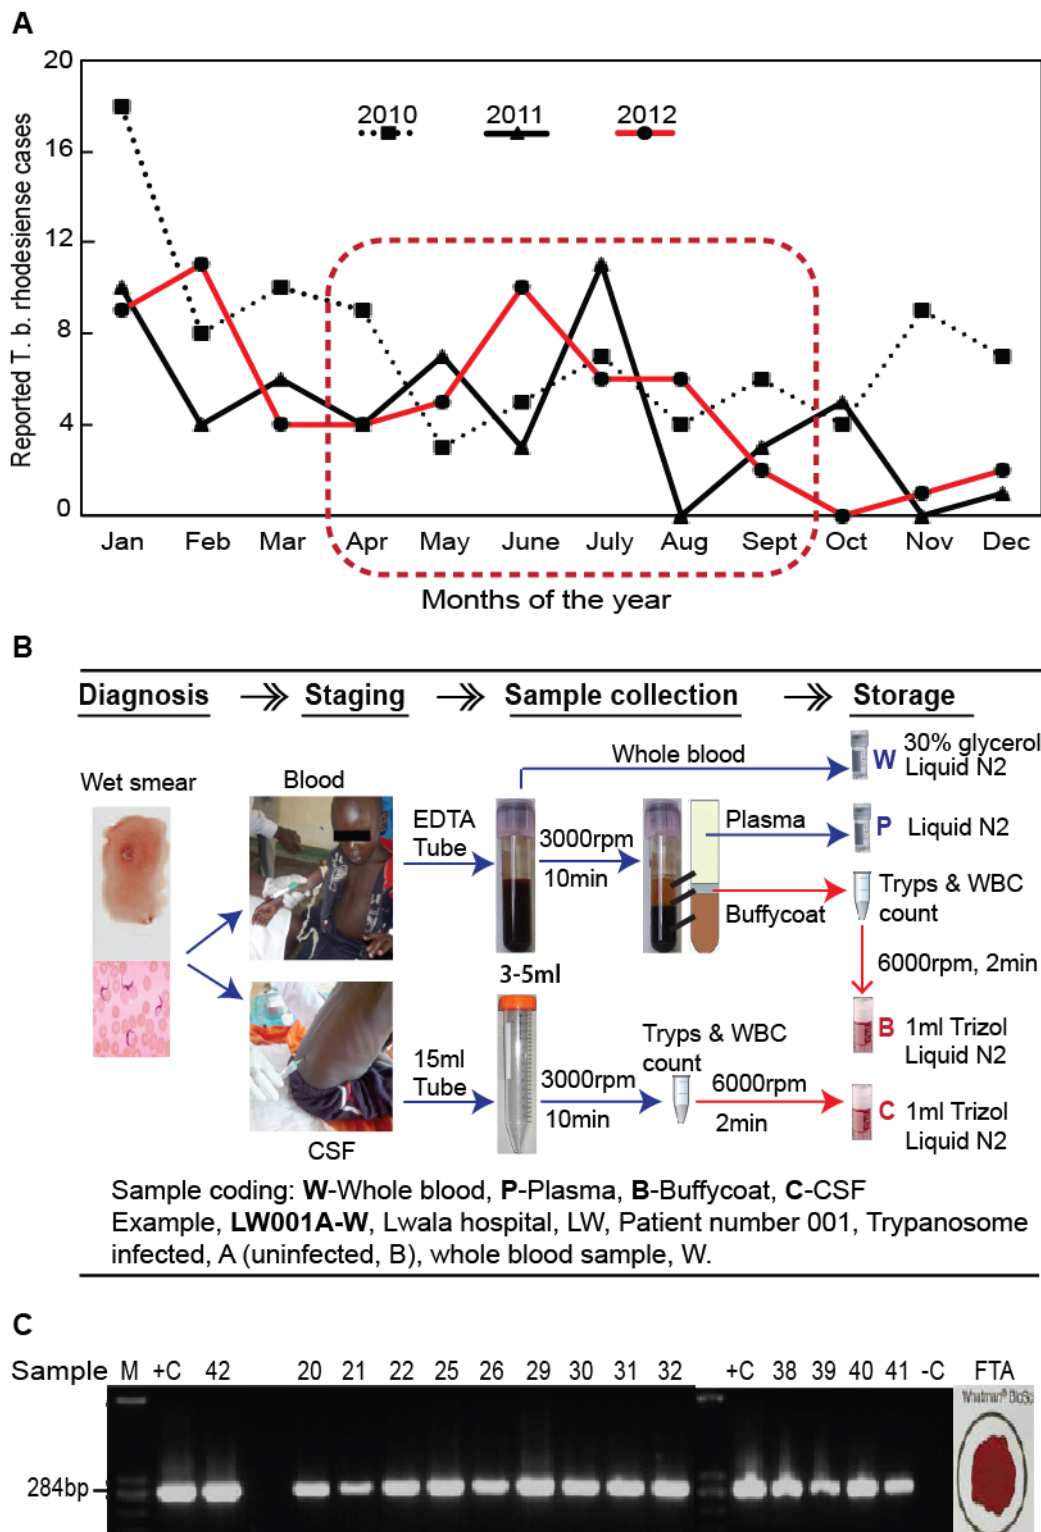 A
20
16
12
8
4
0
Reported T. b. rhodesiense cases
2010 2011 2012
Jan Feb Mar Apr May June July Aug Sept Oct Nov Dec
Months of the year
B
Diagnosis Staging Sample collection Storage
Wet smear
Blood
Whole blood
W 30% glycerol
Liquid N2
EDTA
Tube
3000rpm
10min
Plasma
P Liquid N2
Buffycoat
Tryps & WBC
count
6000rpm, 2min
3-5ml
B 1ml Trizol
Liquid N2
15ml
Tube
3000rpm
10min
Tryps & WBC
count
6000rpm
2min
C 1ml Trizol
Liquid N2
CSF
Sample coding: W-Whole blood, P-Plasma, B-Buffycoat, C-CSF
Example, LW001A-W, Lwala hospital, LW, Patient number 001, Trypanosome
infected, A (uninfected, B), whole blood sample, W.
C
Sample M +C 42 20 21 22 25 26 29 30 31 32 +C 38 39 40 41 -C FTA
Whatman® BioSc
284bp